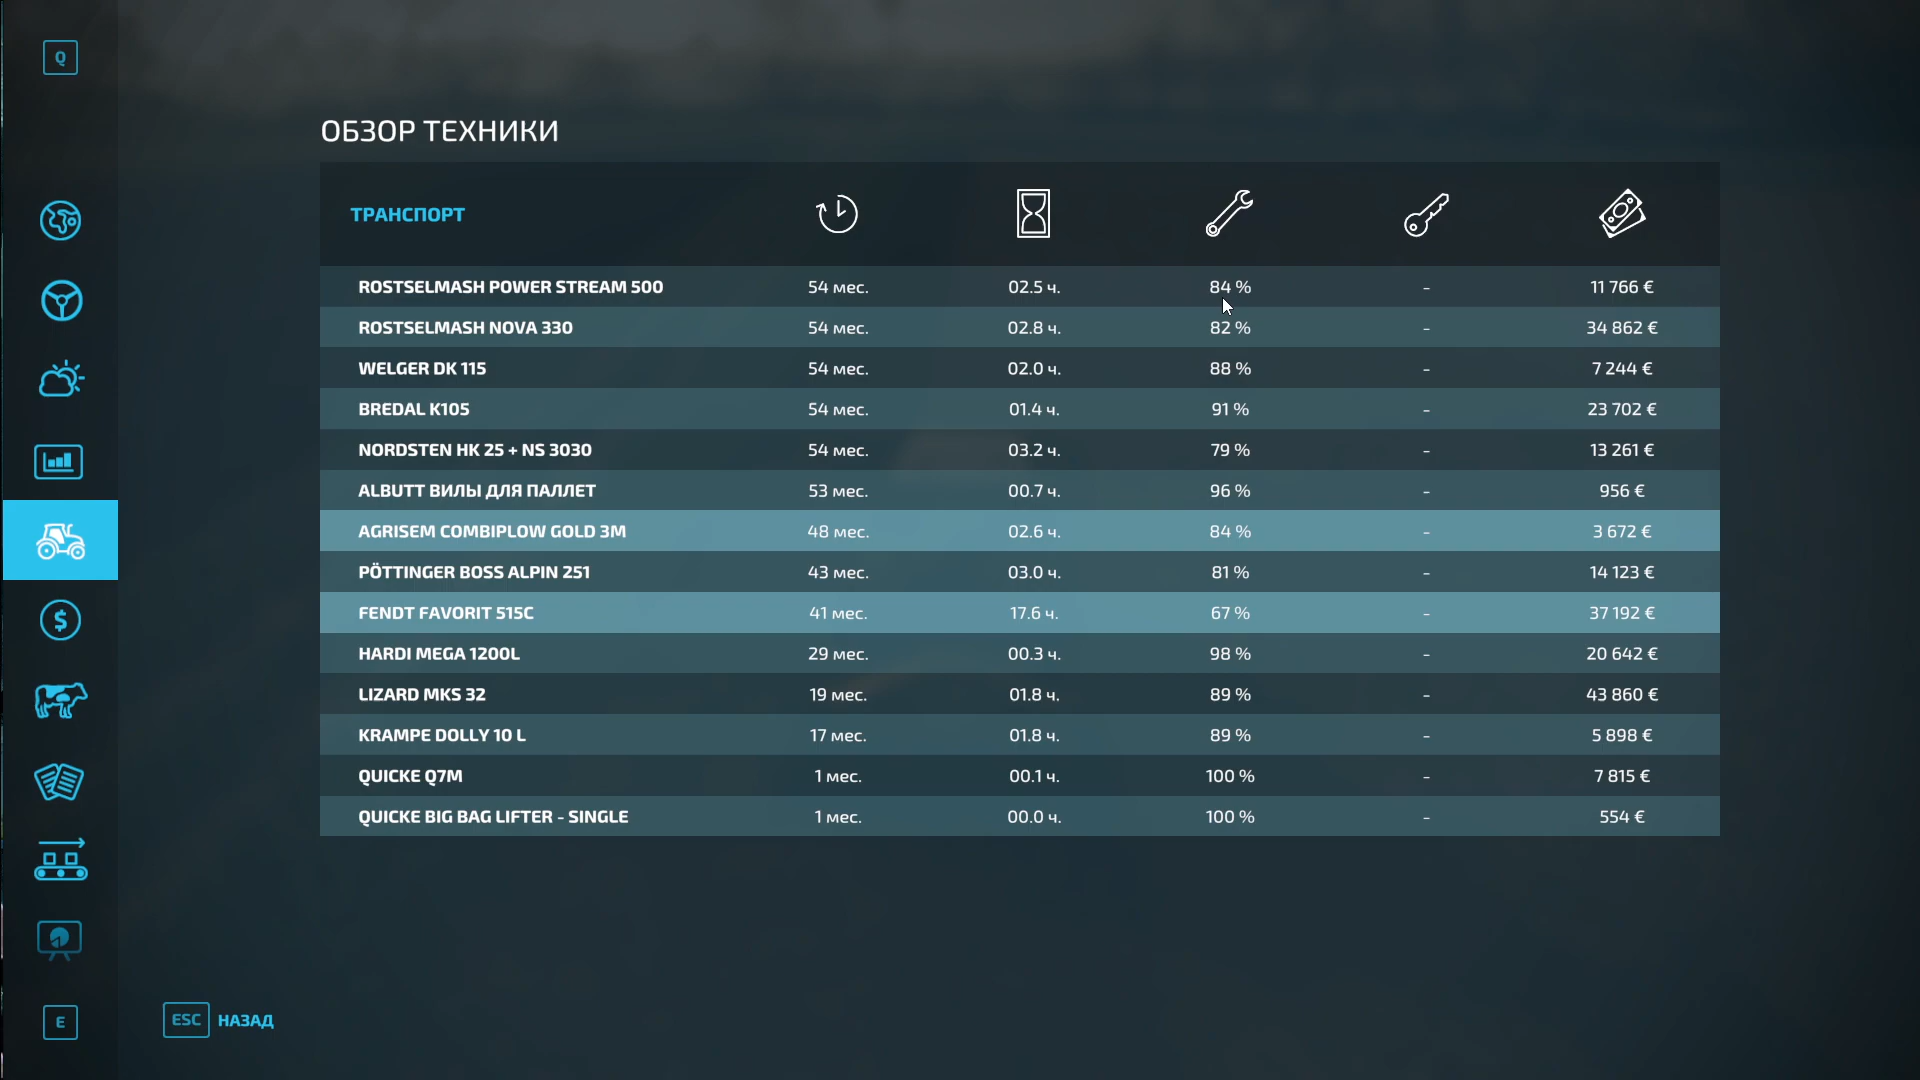 Q
ОБЗОР ТЕХНИКИ
ТРАНСПОРТ
ROSTSELMASH POWER STREAM 500 54 мес. 02.5 ч. 84 % - 11 766 €
ROSTSELMASH NOVA 330 54 мес. 02.8 ч. 82 % - 34 862 €
WELGER DK 115 54 мес. 02.0 ч. 88 % - 7 244 €
BREDAL K105 54 мес. 01.4 ч. 91 % - 23 702 €
NORDSTEN HK 25 + NS 3030 54 мес. 03.2 ч. 79 % - 13 261 €
ALBUTT ВИЛЫ ДЛЯ ПАЛЛЕТ 53 мес. 00.7 ч. 96 % - 956 €
AGRISEM COMBIPLOW GOLD 3M 48 мес. 02.6 ч. 84 % - 3 672 €
PÖTTINGER BOSS ALPIN 251 43 мес. 03.0 ч. 81 % - 14 123 €
FENDT FAVORIT 515C 41 мес. 17.6 ч. 67 % - 37 192 €
HARDI MEGA 1200L 29 мес. 00.3 ч. 98 % - 20 642 €
LIZARD MKS 32 19 мес. 01.8 ч. 89 % - 43 860 €
KRAMPE DOLLY 10 L 17 мес. 01.8 ч. 89 % - 5 898 €
QUICKE Q7M 1 мес. 00.1 ч. 100 % - 7 815 €
QUICKE BIG BAG LIFTER - SINGLE 1 мес. 00.0 ч. 100 % - 554 €
E
ESC НАЗАД